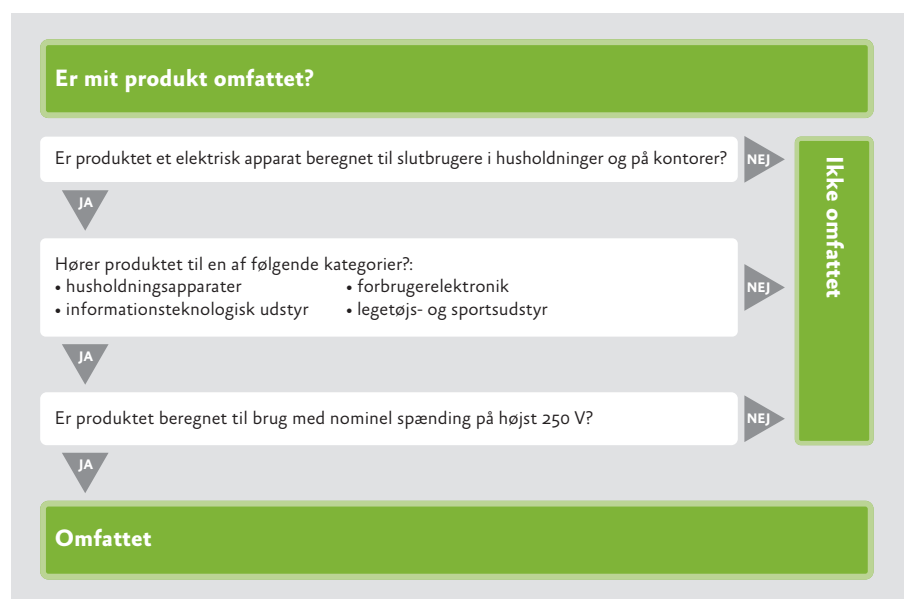 Er mit produkt omfattet?
Er produktet et elektrisk apparat beregnet til slutbrugere i husholdninger og på kontorer?
NEJ
Ikke omfattet
JA
Hører produktet til en af følgende kategorier?:
• husholdningsapparater • forbrugerelektronik
• informationsteknologisk udstyr • legetøjs- og sportsudstyr
NEJ
JA
Er produktet beregnet til brug med nominel spænding på højst 250 V?
NEJ
JA
Omfattet